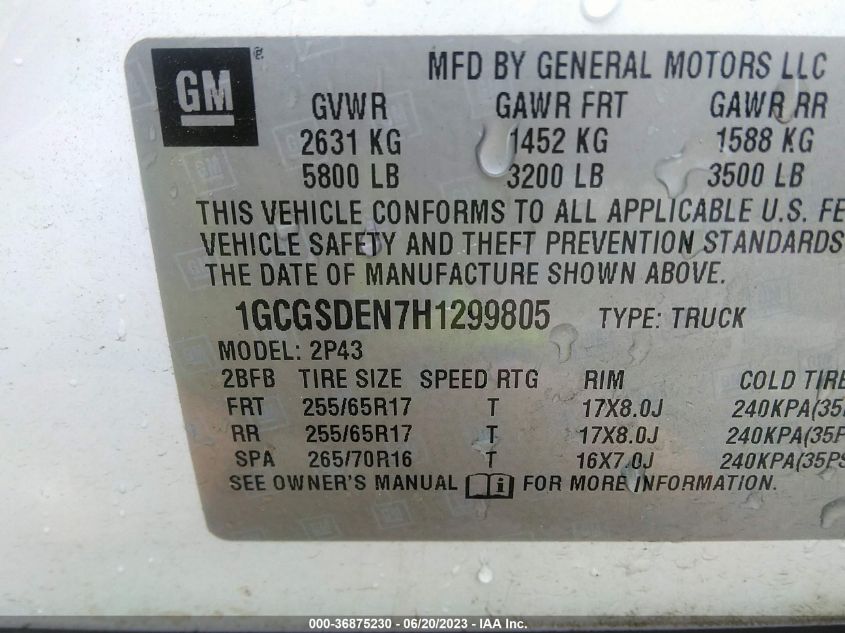 GM ® MFD BY GENERAL MOTORS LLC
GVWR GAWR FRT GAWR RR
2631 KG 1452 KG 1588 KG
5800 LB 3200 LB 3500 LB
THIS VEHICLE CONFORMS TO ALL APPLICABLE U.S. FE
VEHICLE SAFETY AND THEFT PREVENTION STANDARDS
THE DATE OF MANUFACTURE SHOWN ABOVE.
1GCGSDEN7H1299805 TYPE: TRUCK
MODEL: 2P43
2BFB TIRE SIZE SPEED RTG RIM COLD TIRE
FRT 255/65R17 T 17X8.0J 240KPA(35P
RR 255/65R17 T 17X8.0J 240KPA(35P
SPA 265/70R16 T 16X7.0J 240KPA(35PS
SEE OWNER'S MANUAL FOR MORE INFORMATION.
000-36875230 - 06/20/2023 - IAA Inc.